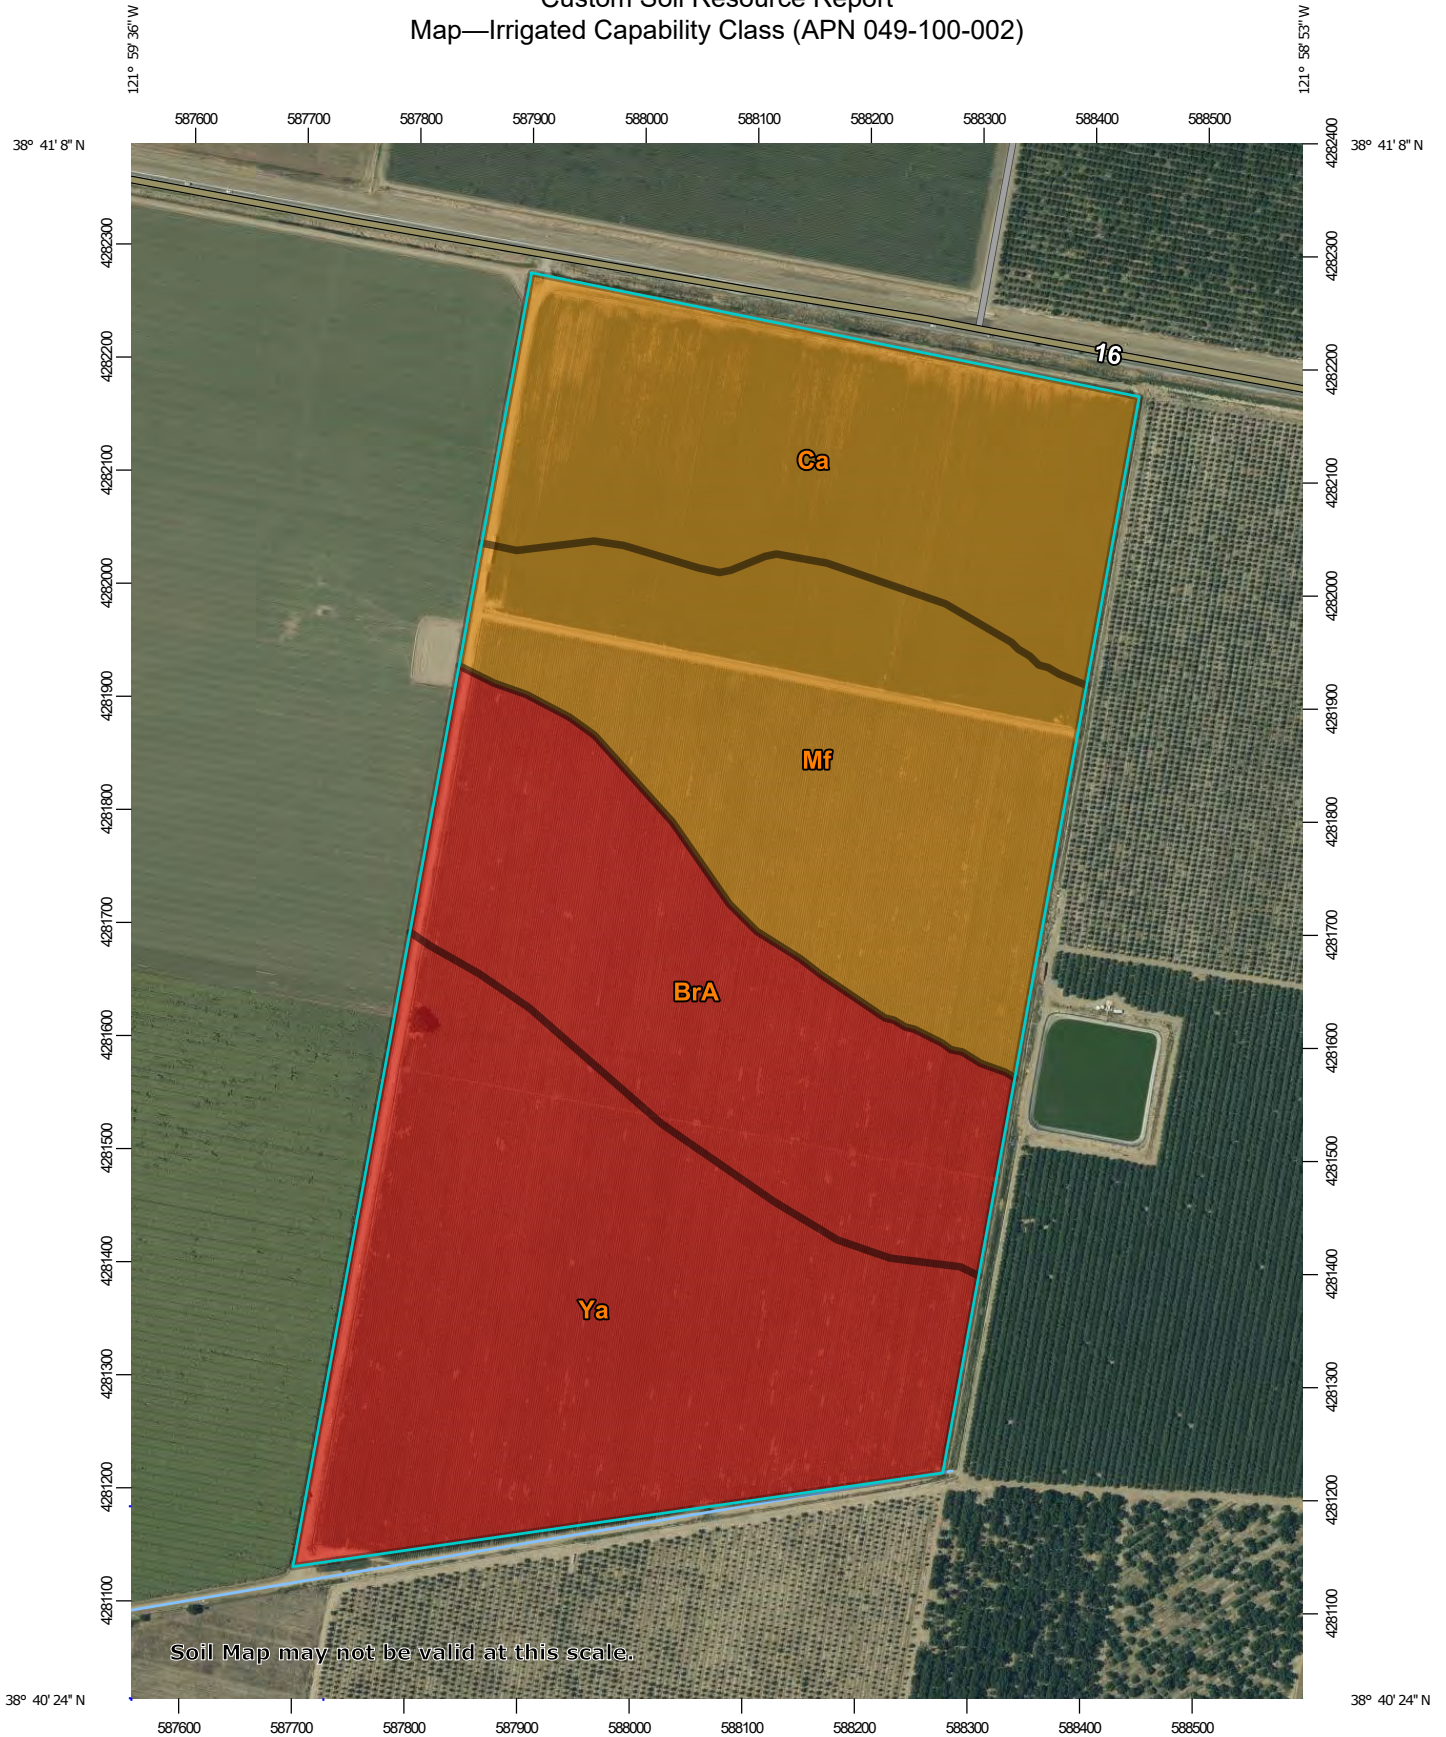 Custom Soil Resource Report
Map—Irrigated Capability Class (APN 049-100-002)
121° 59' 36'' W
121° 58' 53'' W
587600 587700 587800 587900 588000 588100 588200 588300 588400 588500
38° 41' 8'' N
38° 41' 8'' N
4282400
4282300
4282300
4282200
4282200
16
4282100
4282100
Ca
4282000
4282000
4281900
4281900
Mf
4281800
4281800
4281700
4281700
BrA
4281600
4281600
4281500
4281500
4281400
4281400
Ya
4281300
4281300
4281200
4281200
4281100
4281100
Soil Map may not be valid at this scale.
38° 40' 24'' N
38° 40' 24'' N
587600 587700 587800 587900 588000 588100 588200 588300 588400 588500